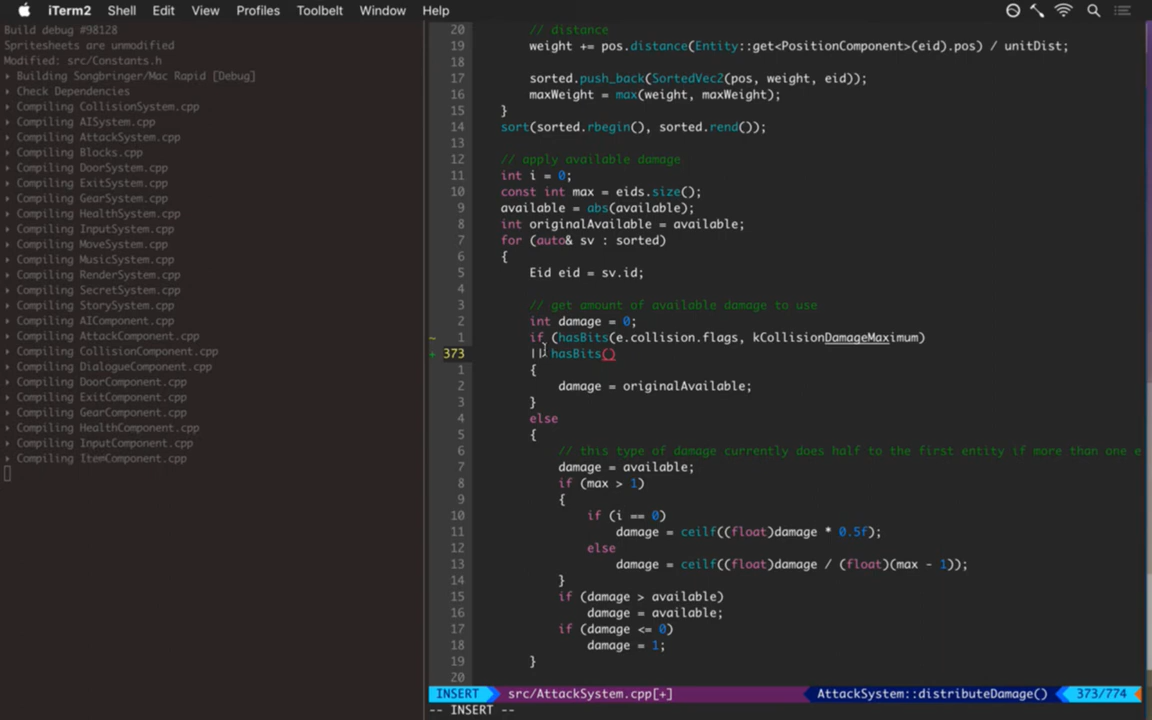 iTerm2 Shell Edit View Profiles Toolbelt Window Help
Build debug #98128
Spritesheets are unmodified
Modified: src/Constants.h
Building Songbringer/Mac Rapid [Debug]
Check Dependencies
Compiling CollisionSystem.cpp
Compiling AISystem.cpp
Compiling AttackSystem.cpp
Compiling Blocks.cpp
Compiling DoorSystem.cpp
Compiling ExitSystem.cpp
Compiling GearSystem.cpp
Compiling HealthSystem.cpp
Compiling InputSystem.cpp
Compiling MoveSystem.cpp
Compiling MusicSystem.cpp
Compiling RenderSystem.cpp
Compiling SecretSystem.cpp
Compiling StorySystem.cpp
Compiling AIComponent.cpp
Compiling AttackComponent.cpp
Compiling CollisionComponent.cpp
Compiling DialogueComponent.cpp
Compiling DoorComponent.cpp
Compiling ExitComponent.cpp
Compiling GearComponent.cpp
Compiling HealthComponent.cpp
Compiling InputComponent.cpp
Compiling ItemComponent.cpp
20 // distance
19 weight += pos.distance(Entity::get<PositionComponent>(eid).pos) / unitDist;
18
17 sorted.push_back(SortedVec2(pos, weight, eid));
16 maxWeight = max(weight, maxWeight);
15 }
14 sort(sorted.rbegin(), sorted.rend());
13
12 // apply available damage
11 int i = 0;
10 const int max = eids.size();
9 available = abs(available);
8 int originalAvailable = available;
7 for (auto& sv : sorted)
6 {
5 Eid eid = sv.id;
4
3 // get amount of available damage to use
2 int damage = 0;
~ 1 if (hasBits(e.collision.flags, kCollisionDamageMaximum)
+ 373 || hasBits()
1 {
2 damage = originalAvailable;
3 }
4 else
5 {
6 // this type of damage currently does half to the first entity if more than one e
7 damage = available;
8 if (max > 1)
9 {
10 if (i == 0)
11 damage = ceilf((float)damage * 0.5f);
12 else
13 damage = ceilf((float)damage / (float)(max - 1));
14 }
15 if (damage > available)
16 damage = available;
17 if (damage <= 0)
18 damage = 1;
19 }
20
INSERT src/AttackSystem.cpp[+] AttackSystem::distributeDamage() 373/774
-- INSERT --